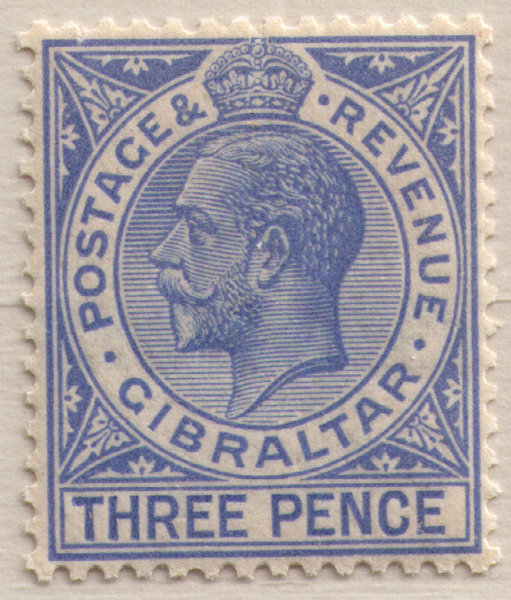 POSTAGE & REVENUE
GIBRALTAR
THREE PENCE